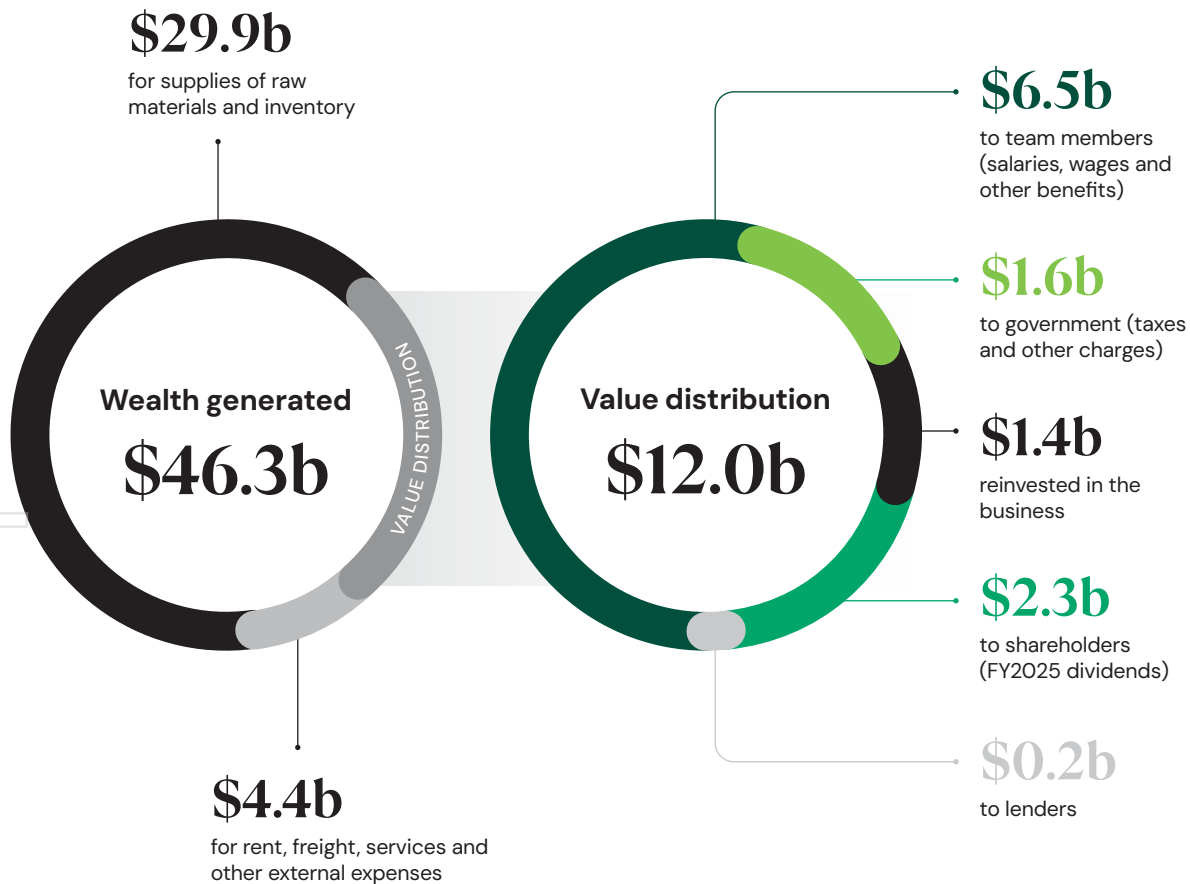 $29.9b
for supplies of raw
materials and inventory
Wealth generated
$46.3b
VALUE DISTRIBUTION
$4.4b
for rent, freight, services and
other external expenses
Value distribution
$12.0b
$6.5b
to team members
(salaries, wages and
other benefits)
$1.6b
to government (taxes
and other charges)
$1.4b
reinvested in the
business
$2.3b
to shareholders
(FY2025 dividends)
$0.2b
to lenders